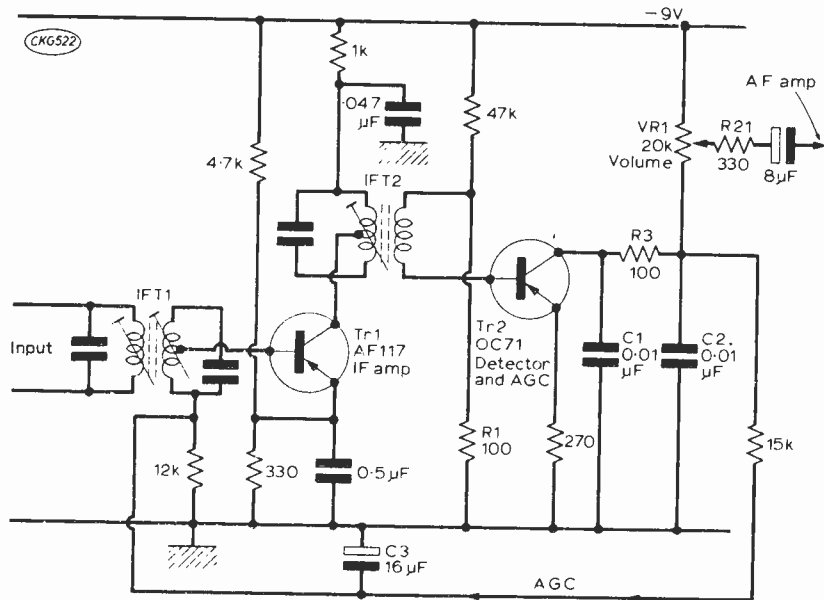 CKG522
−9V
1k
·047
μF
47k
4·7k
AF amp
VR1
20k
Volume
R21
330
8μF
IFT2
R3
100
IFT1
Input
Tr1
AF117
IF amp
Tr2
OC71
Detector
and AGC
C1
0·01
μF
C2.
0·01
μF
12k
330
0·5μF
R1
100
270
15k
C3
16μF
AGC